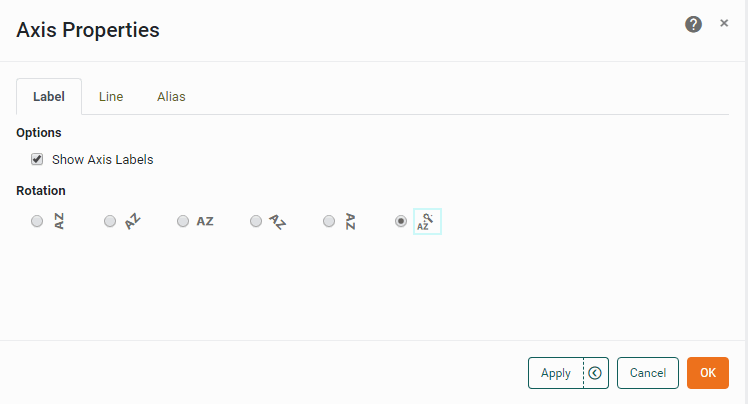 Axis Properties
?
×
Label Line Alias
Options
Show Axis Labels
Rotation
AZ AZ AZ AZ AZ AZ
Apply Cancel OK